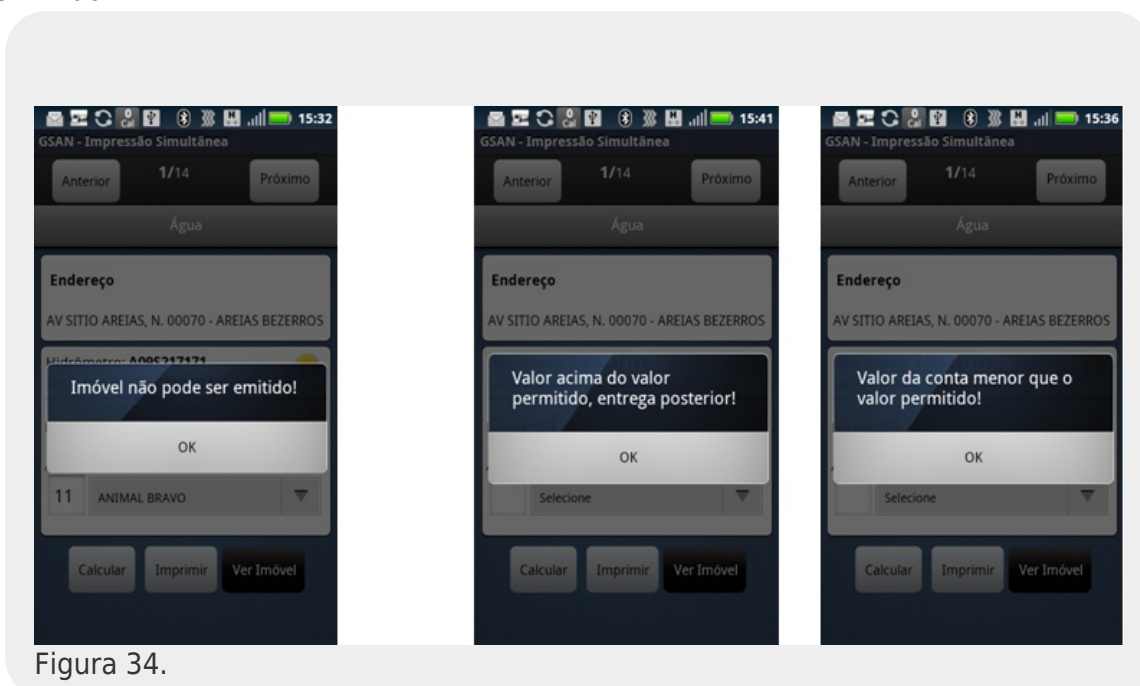 15:32
GSAN - Impressão Simultânea
Anterior 1/14 Próximo
Água
Endereço
AV SITIO AREIAS, N. 00070 - AREIAS BEZERROS
Hidrômetro: A09S217171
Imóvel não pode ser emitido!
OK
11 ANIMAL BRAVO
Calcular Imprimir Ver Imóvel
15:41
GSAN - Impressão Simultânea
Anterior 1/14 Próximo
Água
Endereço
AV SITIO AREIAS, N. 00070 - AREIAS BEZERROS
Valor acima do valor
permitido, entrega posterior!
OK
Selecione
Calcular Imprimir Ver Imóvel
15:36
GSAN - Impressão Simultânea
Anterior 1/14 Próximo
Água
Endereço
AV SITIO AREIAS, N. 00070 - AREIAS BEZERROS
Valor da conta menor que o
valor permitido!
OK
Selecione
Calcular Imprimir Ver Imóvel
Figura 34.